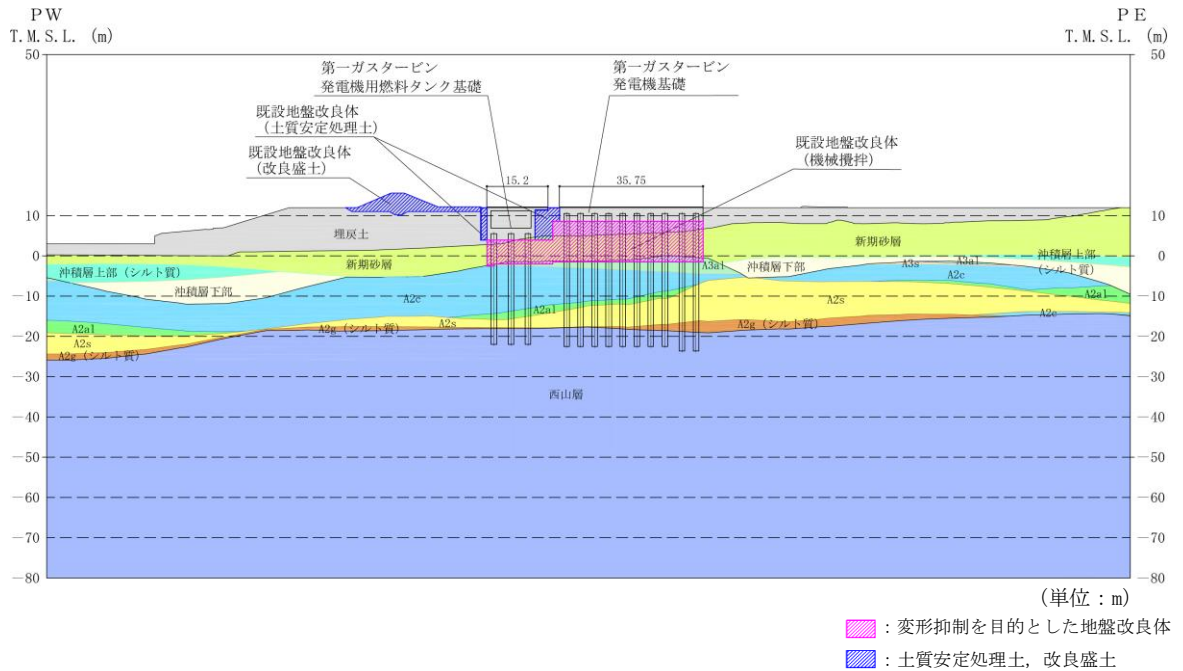 PW
T.M.S.L. (m)
PE
T.M.S.L. (m)
50
50
第一ガスタービン
発電機用燃料タンク基礎
第一ガスタービン
発電機基礎
既設地盤改良体
(土質安定処理土)
既設地盤改良体
(改良盛土)
既設地盤改良体
(機械攪拌)
15.2
35.75
10
10
埋戻土
新期砂層
0
0
新期砂層
沖積層上部
(シルト質)
沖積層上部 (シルト質)
A3a1
沖積層下部
A3s
A3a1
沖積層下部
A2c
A2c
-10
-10
A2a1
A2s
A2a1
A2a1
A2s
A2g (シルト質)
A2s
A2g (シルト質)
A2c
-20
-20
A2g (シルト質)
-30
-30
西山層
-40
-40
-50
-50
-60
-60
-70
-70
-80
-80
(単位:m)
:変形抑制を目的とした地盤改良体
:土質安定処理土,改良盛土